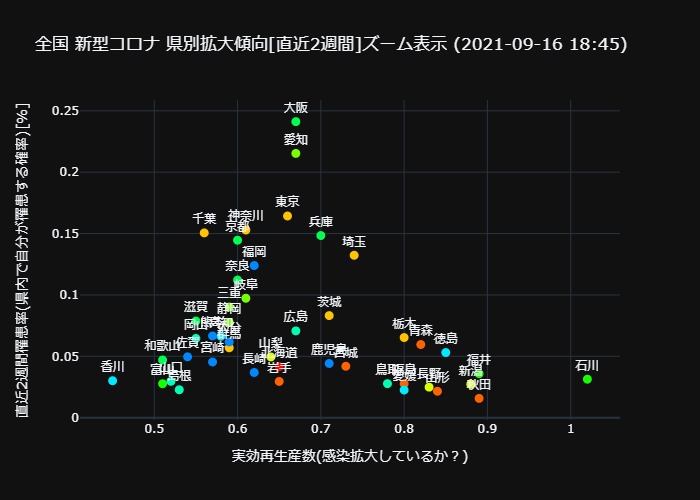 全国 新型コロナ 県別拡大傾向[直近2週間]ズーム表示 (2021-09-16 18:45)
直近2週間罹患率(県内で自分が罹患する確率)[%]
0.25
0.2
0.15
0.1
0.05
0
大阪
愛知
東京
千葉
神奈川
京都
兵庫
埼玉
福岡
奈良
岐阜
三重
静岡
滋賀
岡山
広島
茨城
栃木
青森
徳島
群馬
和歌山
佐賀
宮崎
山梨
北海道
鹿児島
宮城
香川
富山
山口
島根
長崎
岩手
鳥取
愛媛
長野
山形
福井
新潟
秋田
石川
0.5
0.6
0.7
0.8
0.9
1
実効再生産数(感染拡大しているか？)